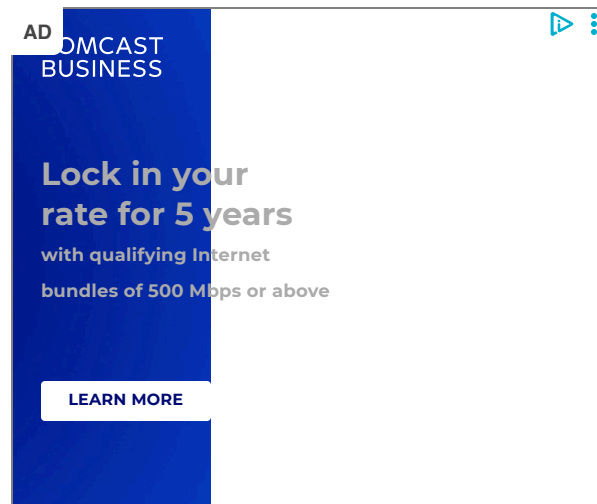 AD
OMCAST
BUSINESS
Lock in your
rate for 5 years
with qualifying Internet
bundles of 500 Mbps or above
LEARN MORE